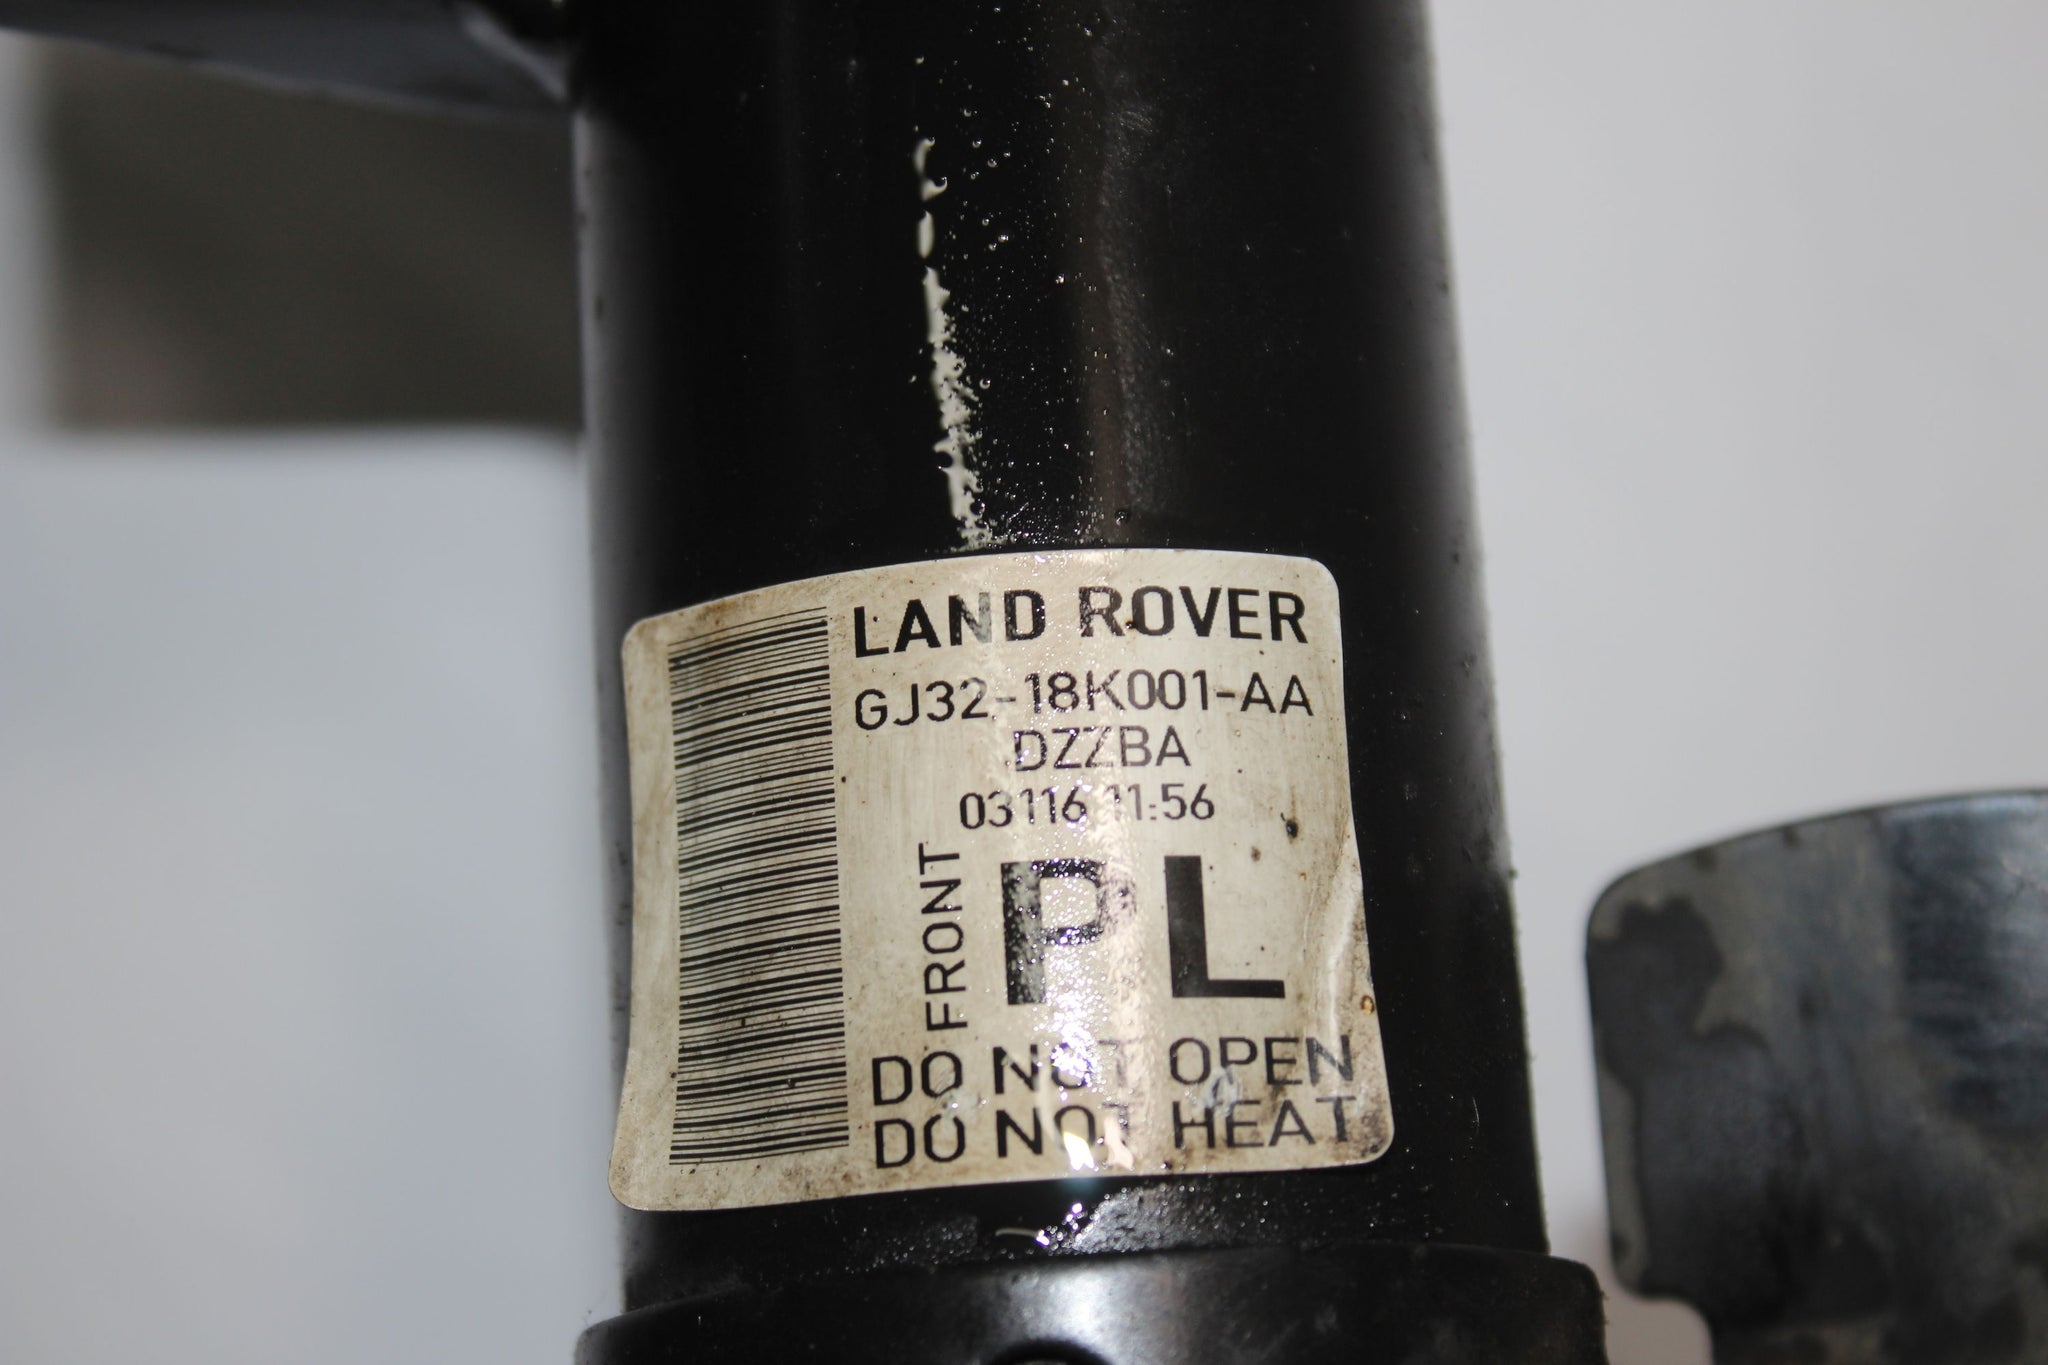 LAND ROVER
GJ32-18K001-AA
DZZBA
03116 11:56
FRONT
PL
DO NOT OPEN
DO NOT HEAT